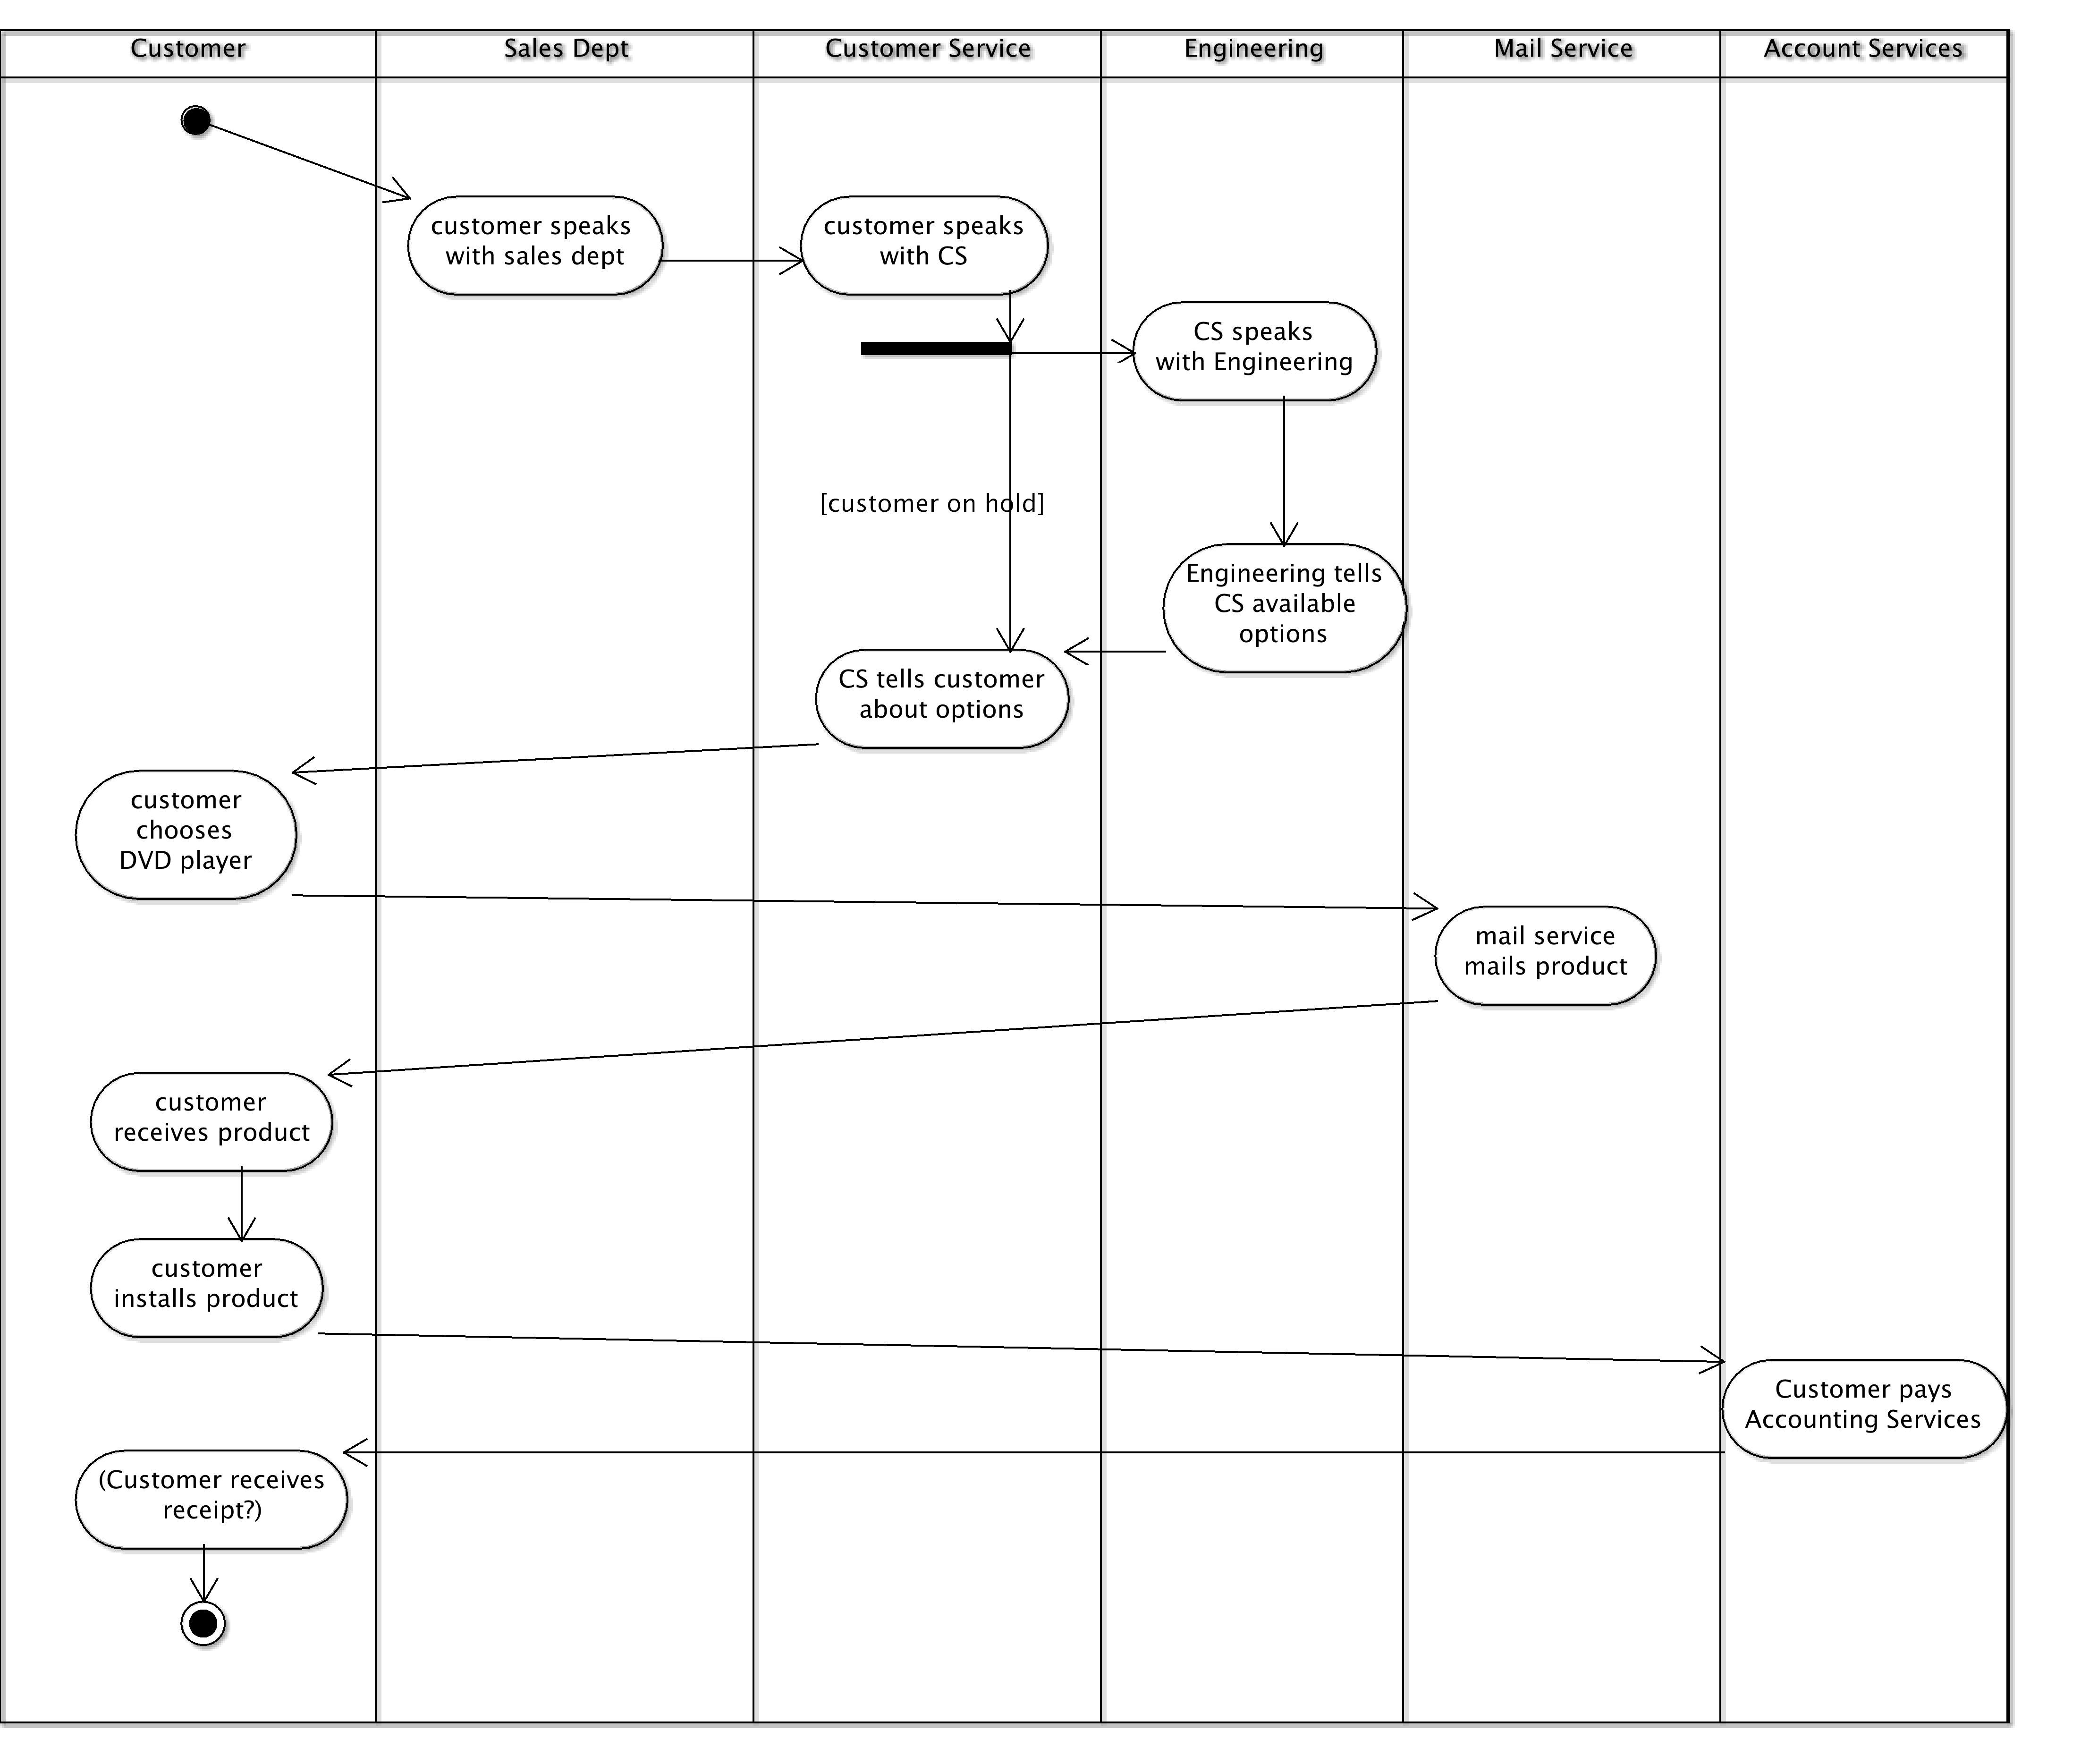 Customer
Sales Dept
Customer Service
Engineering
Mail Service
Account Services
customer speaks
with sales dept
customer speaks
with CS
CS speaks
with Engineering
[customer on hold]
Engineering tells
CS available
options
CS tells customer
about options
customer
chooses
DVD player
mail service
mails product
customer
receives product
customer
installs product
Customer pays
Accounting Services
(Customer receives
receipt?)